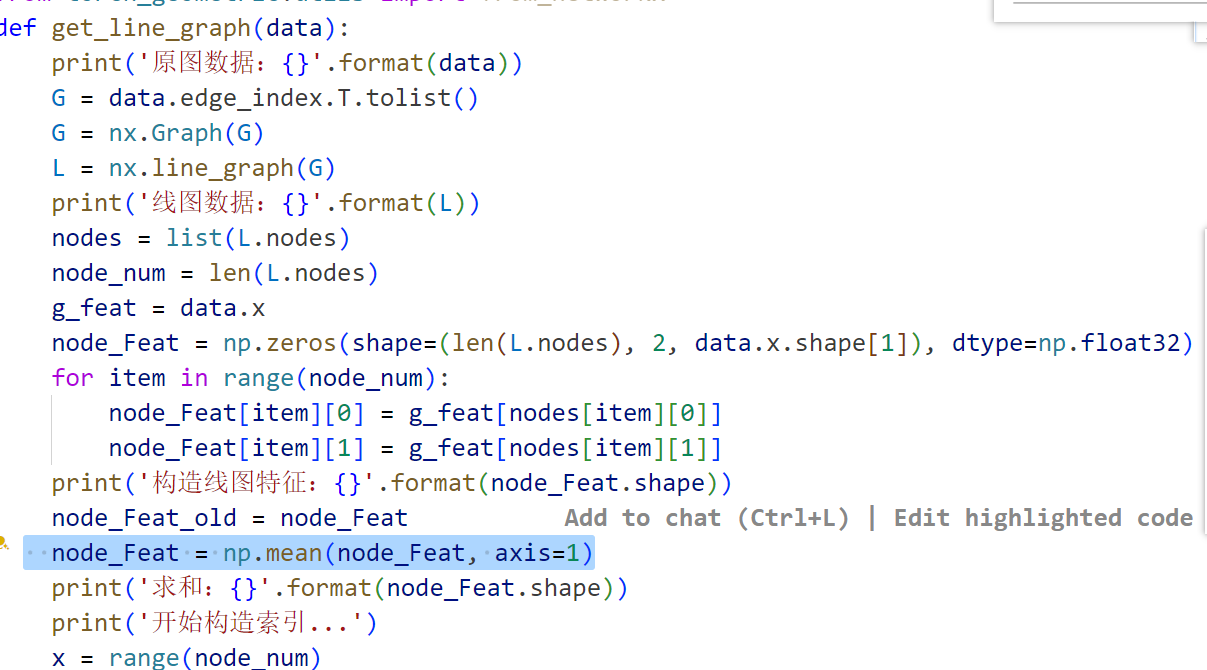 def get_line_graph(data):
    print('原图数据：{}'.format(data))
    G = data.edge_index.T.tolist()
    G = nx.Graph(G)
    L = nx.line_graph(G)
    print('线图数据：{}'.format(L))
    nodes = list(L.nodes)
    node_num = len(L.nodes)
    g_feat = data.x
    node_Feat = np.zeros(shape=(len(L.nodes), 2, data.x.shape[1]), dtype=np.float32)
    for item in range(node_num):
        node_Feat[item][0] = g_feat[nodes[item][0]]
        node_Feat[item][1] = g_feat[nodes[item][1]]
    print('构造线图特征：{}'.format(node_Feat.shape))
    node_Feat_old = node_Feat Add to chat (Ctrl+L) | Edit highlighted code
    node_Feat = np.mean(node_Feat, axis=1)
    print('求和：{}'.format(node_Feat.shape))
    print('开始构造索引...')
    x = range(node_num)